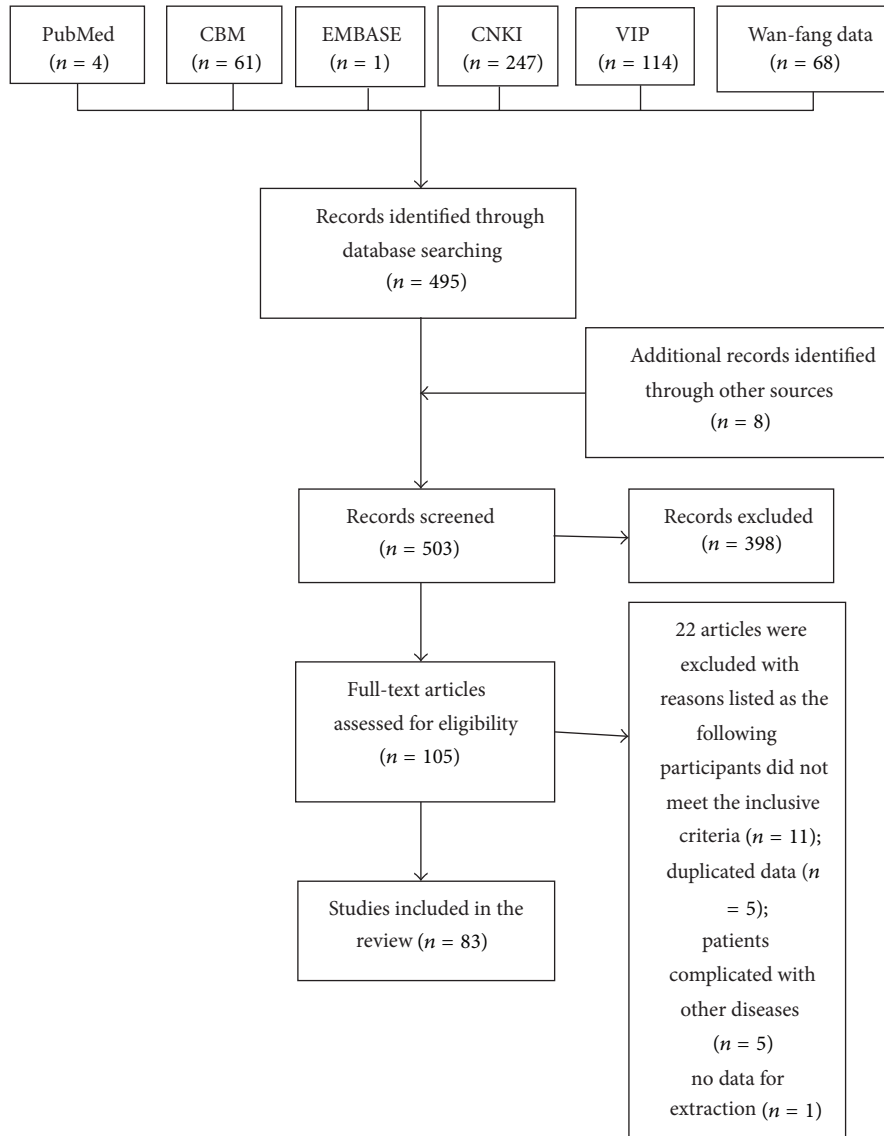 PubMed
(n = 4)
CBM
(n = 61)
EMBASE
(n = 1)
CNKI
(n = 247)
VIP
(n = 114)
Wan-fang data
(n = 68)
Records identified through
database searching
(n = 495)
Additional records identified
through other sources
(n = 8)
Records screened
(n = 503)
Records excluded
(n = 398)
Full-text articles
assessed for eligibility
(n = 105)
22 articles were
excluded with
reasons listed as the
following
participants did not
meet the inclusive
criteria (n = 11);
duplicated data (n
= 5);
patients
complicated with
other diseases
(n = 5)
no data for
extraction (n = 1)
Studies included in the
review (n = 83)